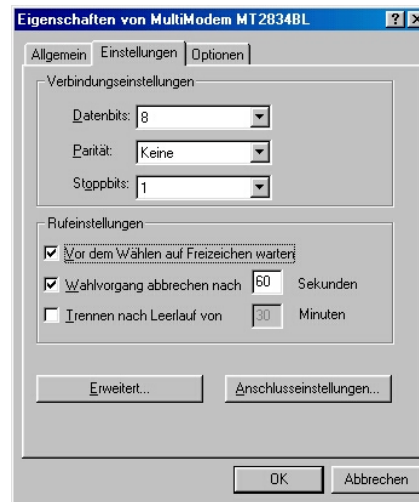 Eigenschaften von MultiModem MT2834BL
Allgemein Einstellungen Optionen
Verbindungseinstellungen
Datenbits: 8
Parität: Keine
Stoppbits: 1
Rufeinstellungen
Vor dem Wählen auf Freizeichen warten
Wahlvorgang abbrechen nach 60 Sekunden
Trennen nach Leerlauf von 30 Minuten
Erweitert... Anschlusseinstellungen...
OK Abbrechen